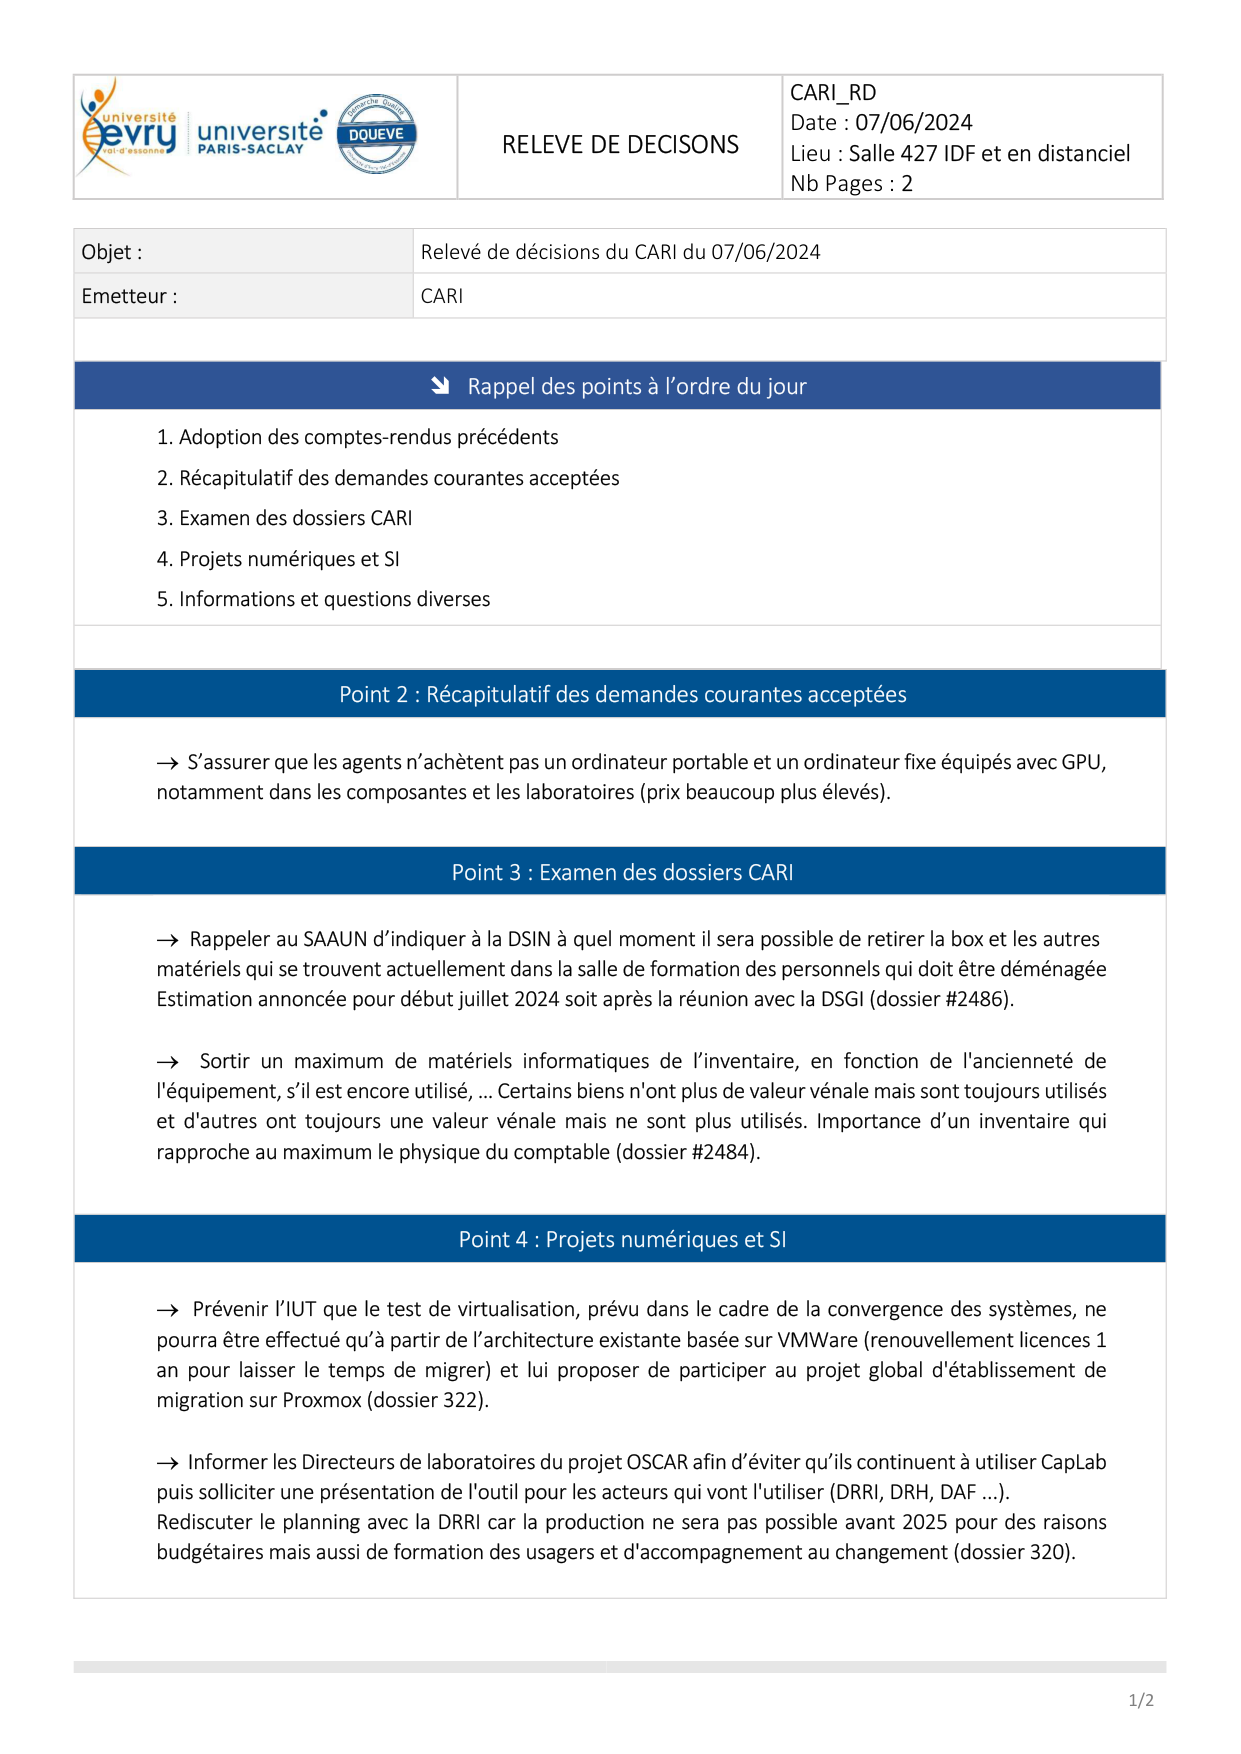 université
evry
val-d'essonne
université
PARIS-SACLAY
Démarche Qualité
DQUEVE
RELEVE DE DECISONS
CARI_RD
Date : 07/06/2024
Lieu : Salle 427 IDF et en distanciel
Nb Pages : 2
Objet :
Relevé de décisions du CARI du 07/06/2024
Emetteur :
CARI
Rappel des points à l’ordre du jour
1. Adoption des comptes-rendus précédents
2. Récapitulatif des demandes courantes acceptées
3. Examen des dossiers CARI
4. Projets numériques et SI
5. Informations et questions diverses
Point 2 : Récapitulatif des demandes courantes acceptées
→ S’assurer que les agents n’achètent pas un ordinateur portable et un ordinateur fixe équipés avec GPU,
notamment dans les composantes et les laboratoires (prix beaucoup plus élevés).
Point 3 : Examen des dossiers CARI
→ Rappeler au SAAUN d’indiquer à la DSIN à quel moment il sera possible de retirer la box et les autres
matériels qui se trouvent actuellement dans la salle de formation des personnels qui doit être déménagée
Estimation annoncée pour début juillet 2024 soit après la réunion avec la DSGI (dossier #2486).
→ Sortir un maximum de matériels informatiques de l’inventaire, en fonction de l'ancienneté de
l'équipement, s’il est encore utilisé, ... Certains biens n'ont plus de valeur vénale mais sont toujours utilisés
et d'autres ont toujours une valeur vénale mais ne sont plus utilisés. Importance d’un inventaire qui
rapproche au maximum le physique du comptable (dossier #2484).
Point 4 : Projets numériques et SI
→ Prévenir l’IUT que le test de virtualisation, prévu dans le cadre de la convergence des systèmes, ne
pourra être effectué qu’à partir de l’architecture existante basée sur VMWare (renouvellement licences 1
an pour laisser le temps de migrer) et lui proposer de participer au projet global d'établissement de
migration sur Proxmox (dossier 322).
→ Informer les Directeurs de laboratoires du projet OSCAR afin d’éviter qu’ils continuent à utiliser CapLab
puis solliciter une présentation de l'outil pour les acteurs qui vont l'utiliser (DRRI, DRH, DAF ...).
Rediscuter le planning avec la DRRI car la production ne sera pas possible avant 2025 pour des raisons
budgétaires mais aussi de formation des usagers et d'accompagnement au changement (dossier 320).
1/2